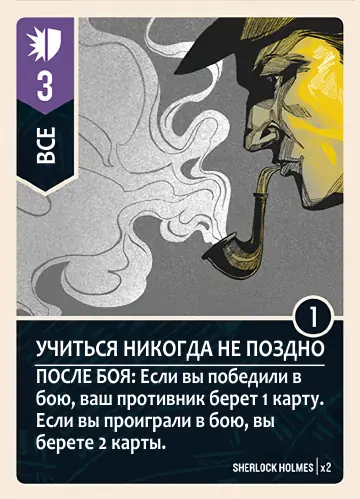 3
ВСЕ
1
УЧИТЬСЯ НИКОГДА НЕ ПОЗДНО
ПОСЛЕ БОЯ: Если вы победили в
бою, ваш противник берет 1 карту.
Если вы проиграли в бою, вы
берете 2 карты.
SHERLOCK HOLMES | x2